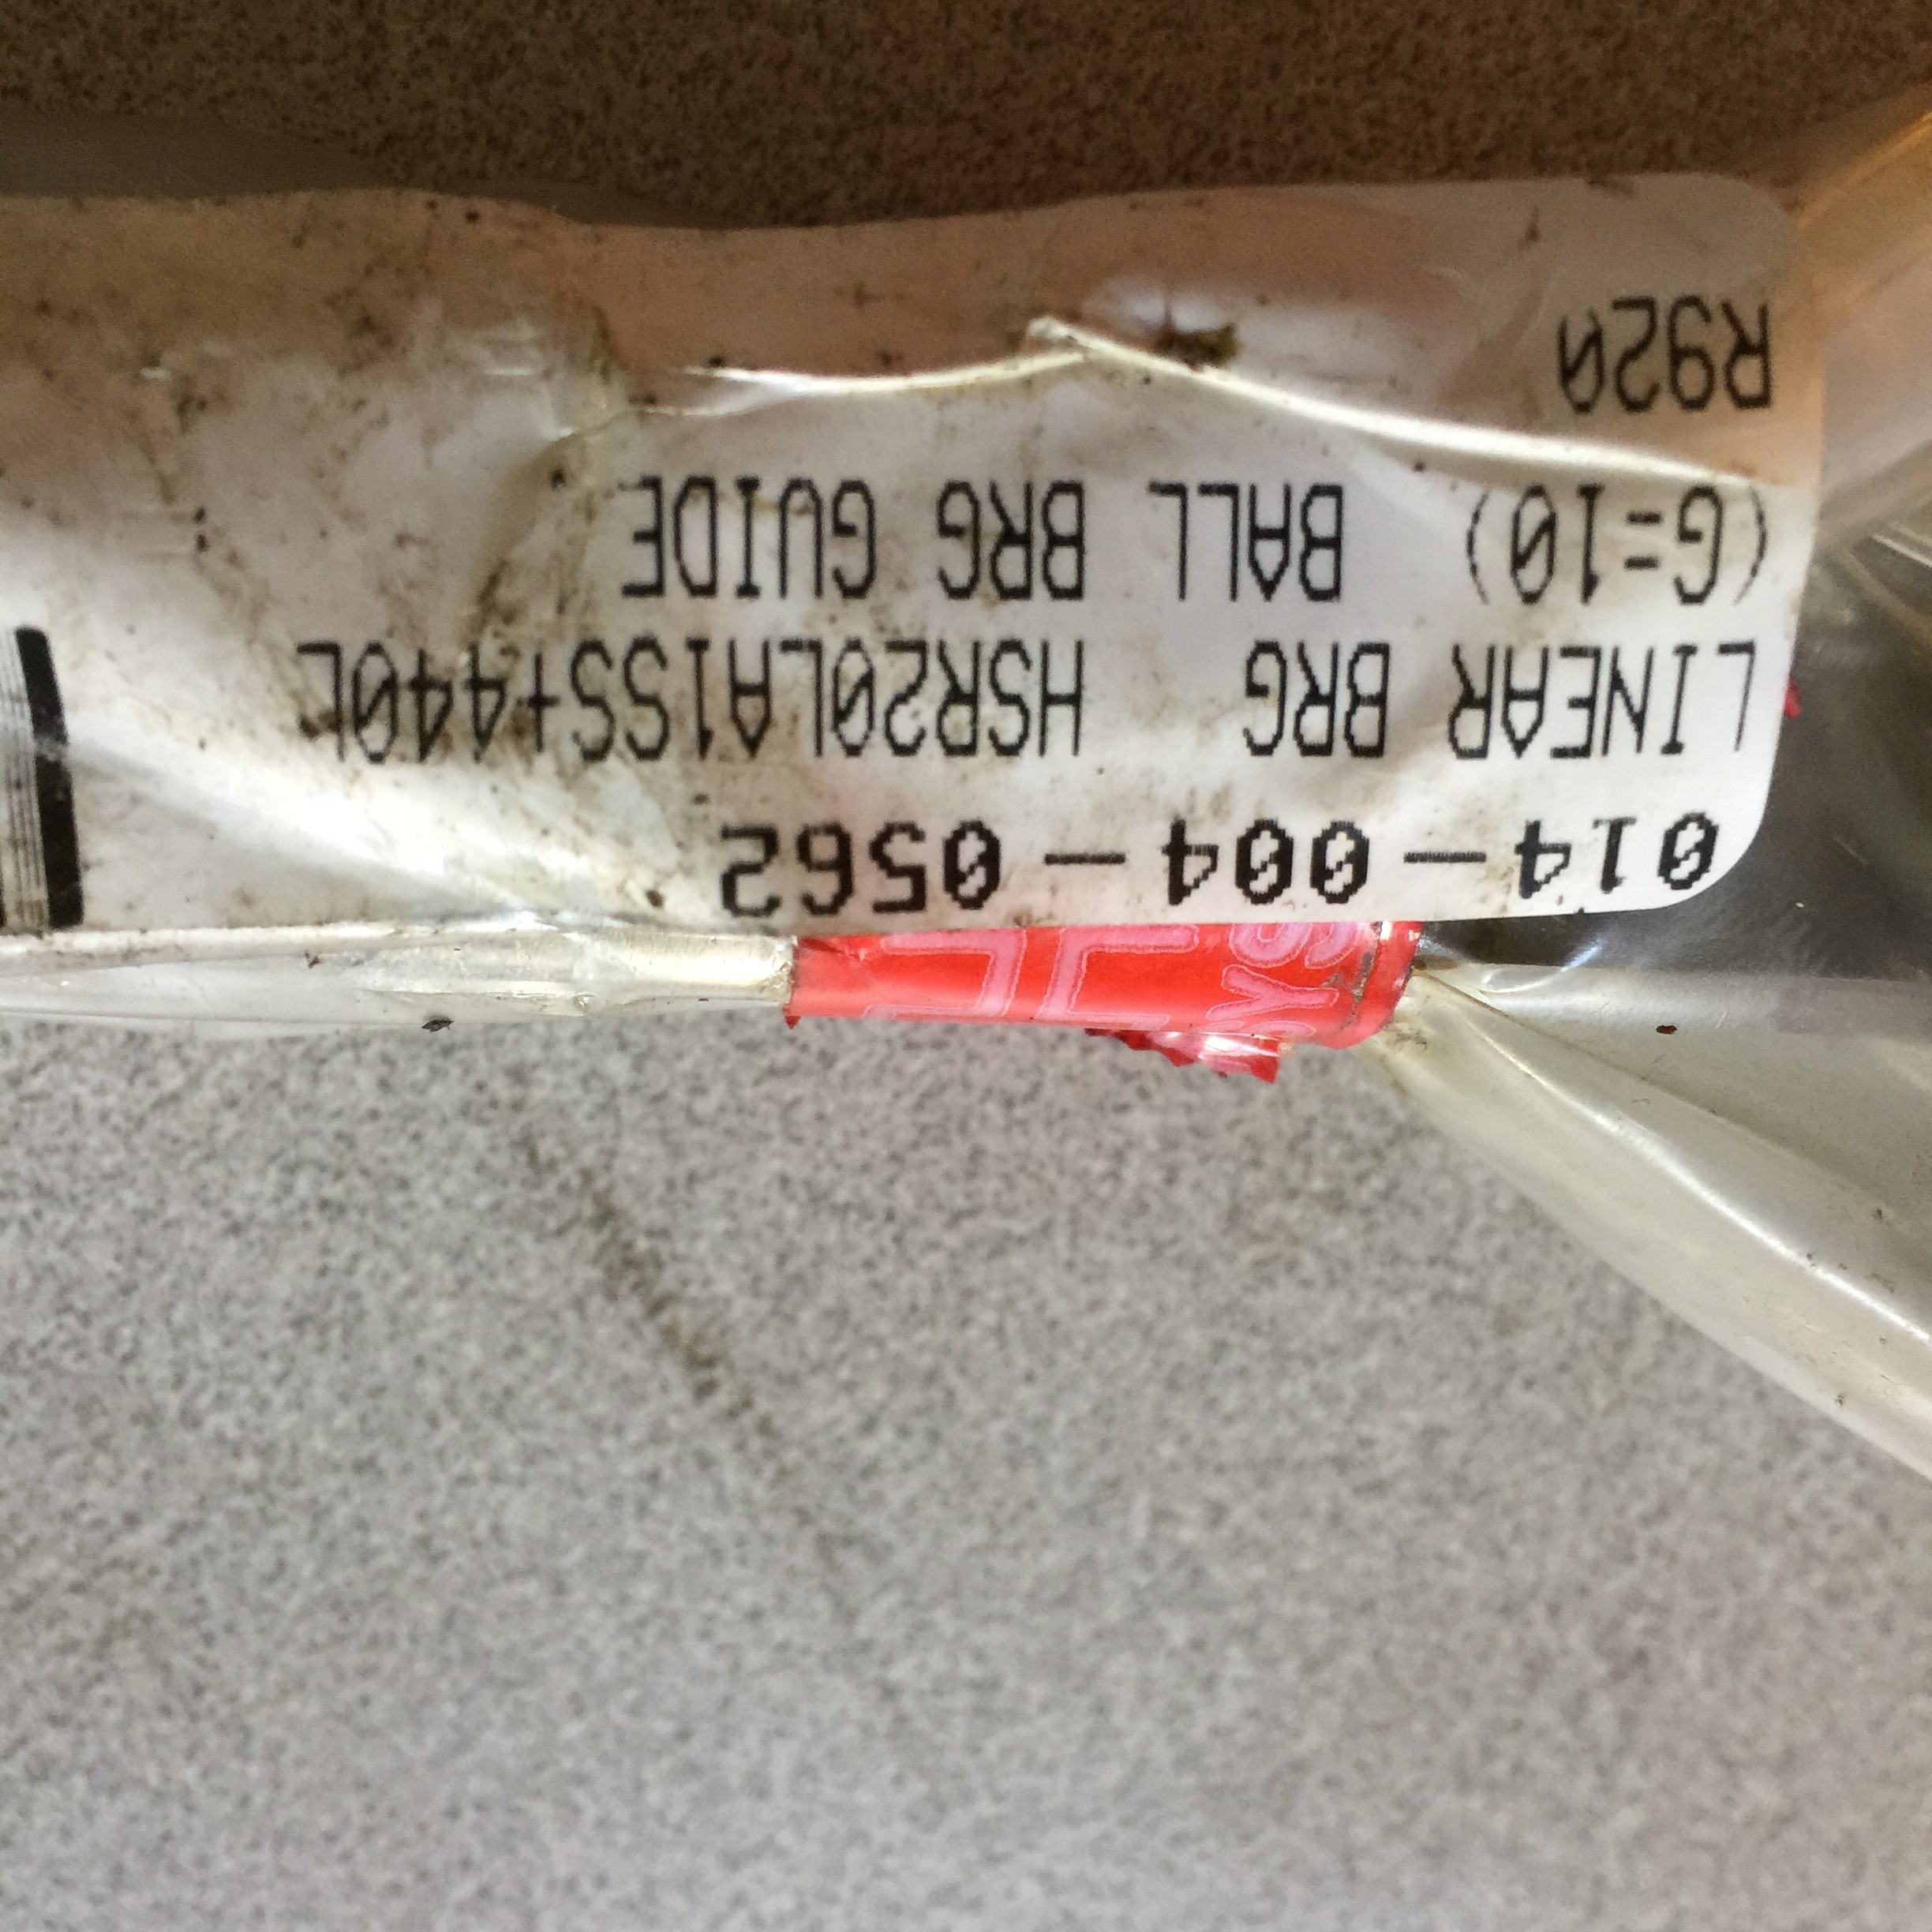 014-004-0562
LINEAR BRG HSR20LA1SS+440L
(G=10) BALL BRG GUIDE
R920